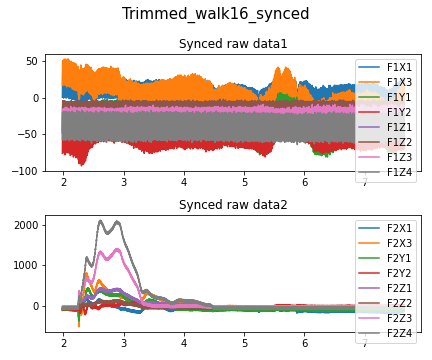 Trimmed_walk16_synced
Synced raw data1
50
0
−50
−100
2
3
4
5
6
7
F1X1
F1X3
F1Y1
F1Y2
F1Z1
F1Z2
F1Z3
F1Z4
Synced raw data2
2000
1000
0
2
3
4
5
6
7
F2X1
F2X3
F2Y1
F2Y2
F2Z1
F2Z2
F2Z3
F2Z4